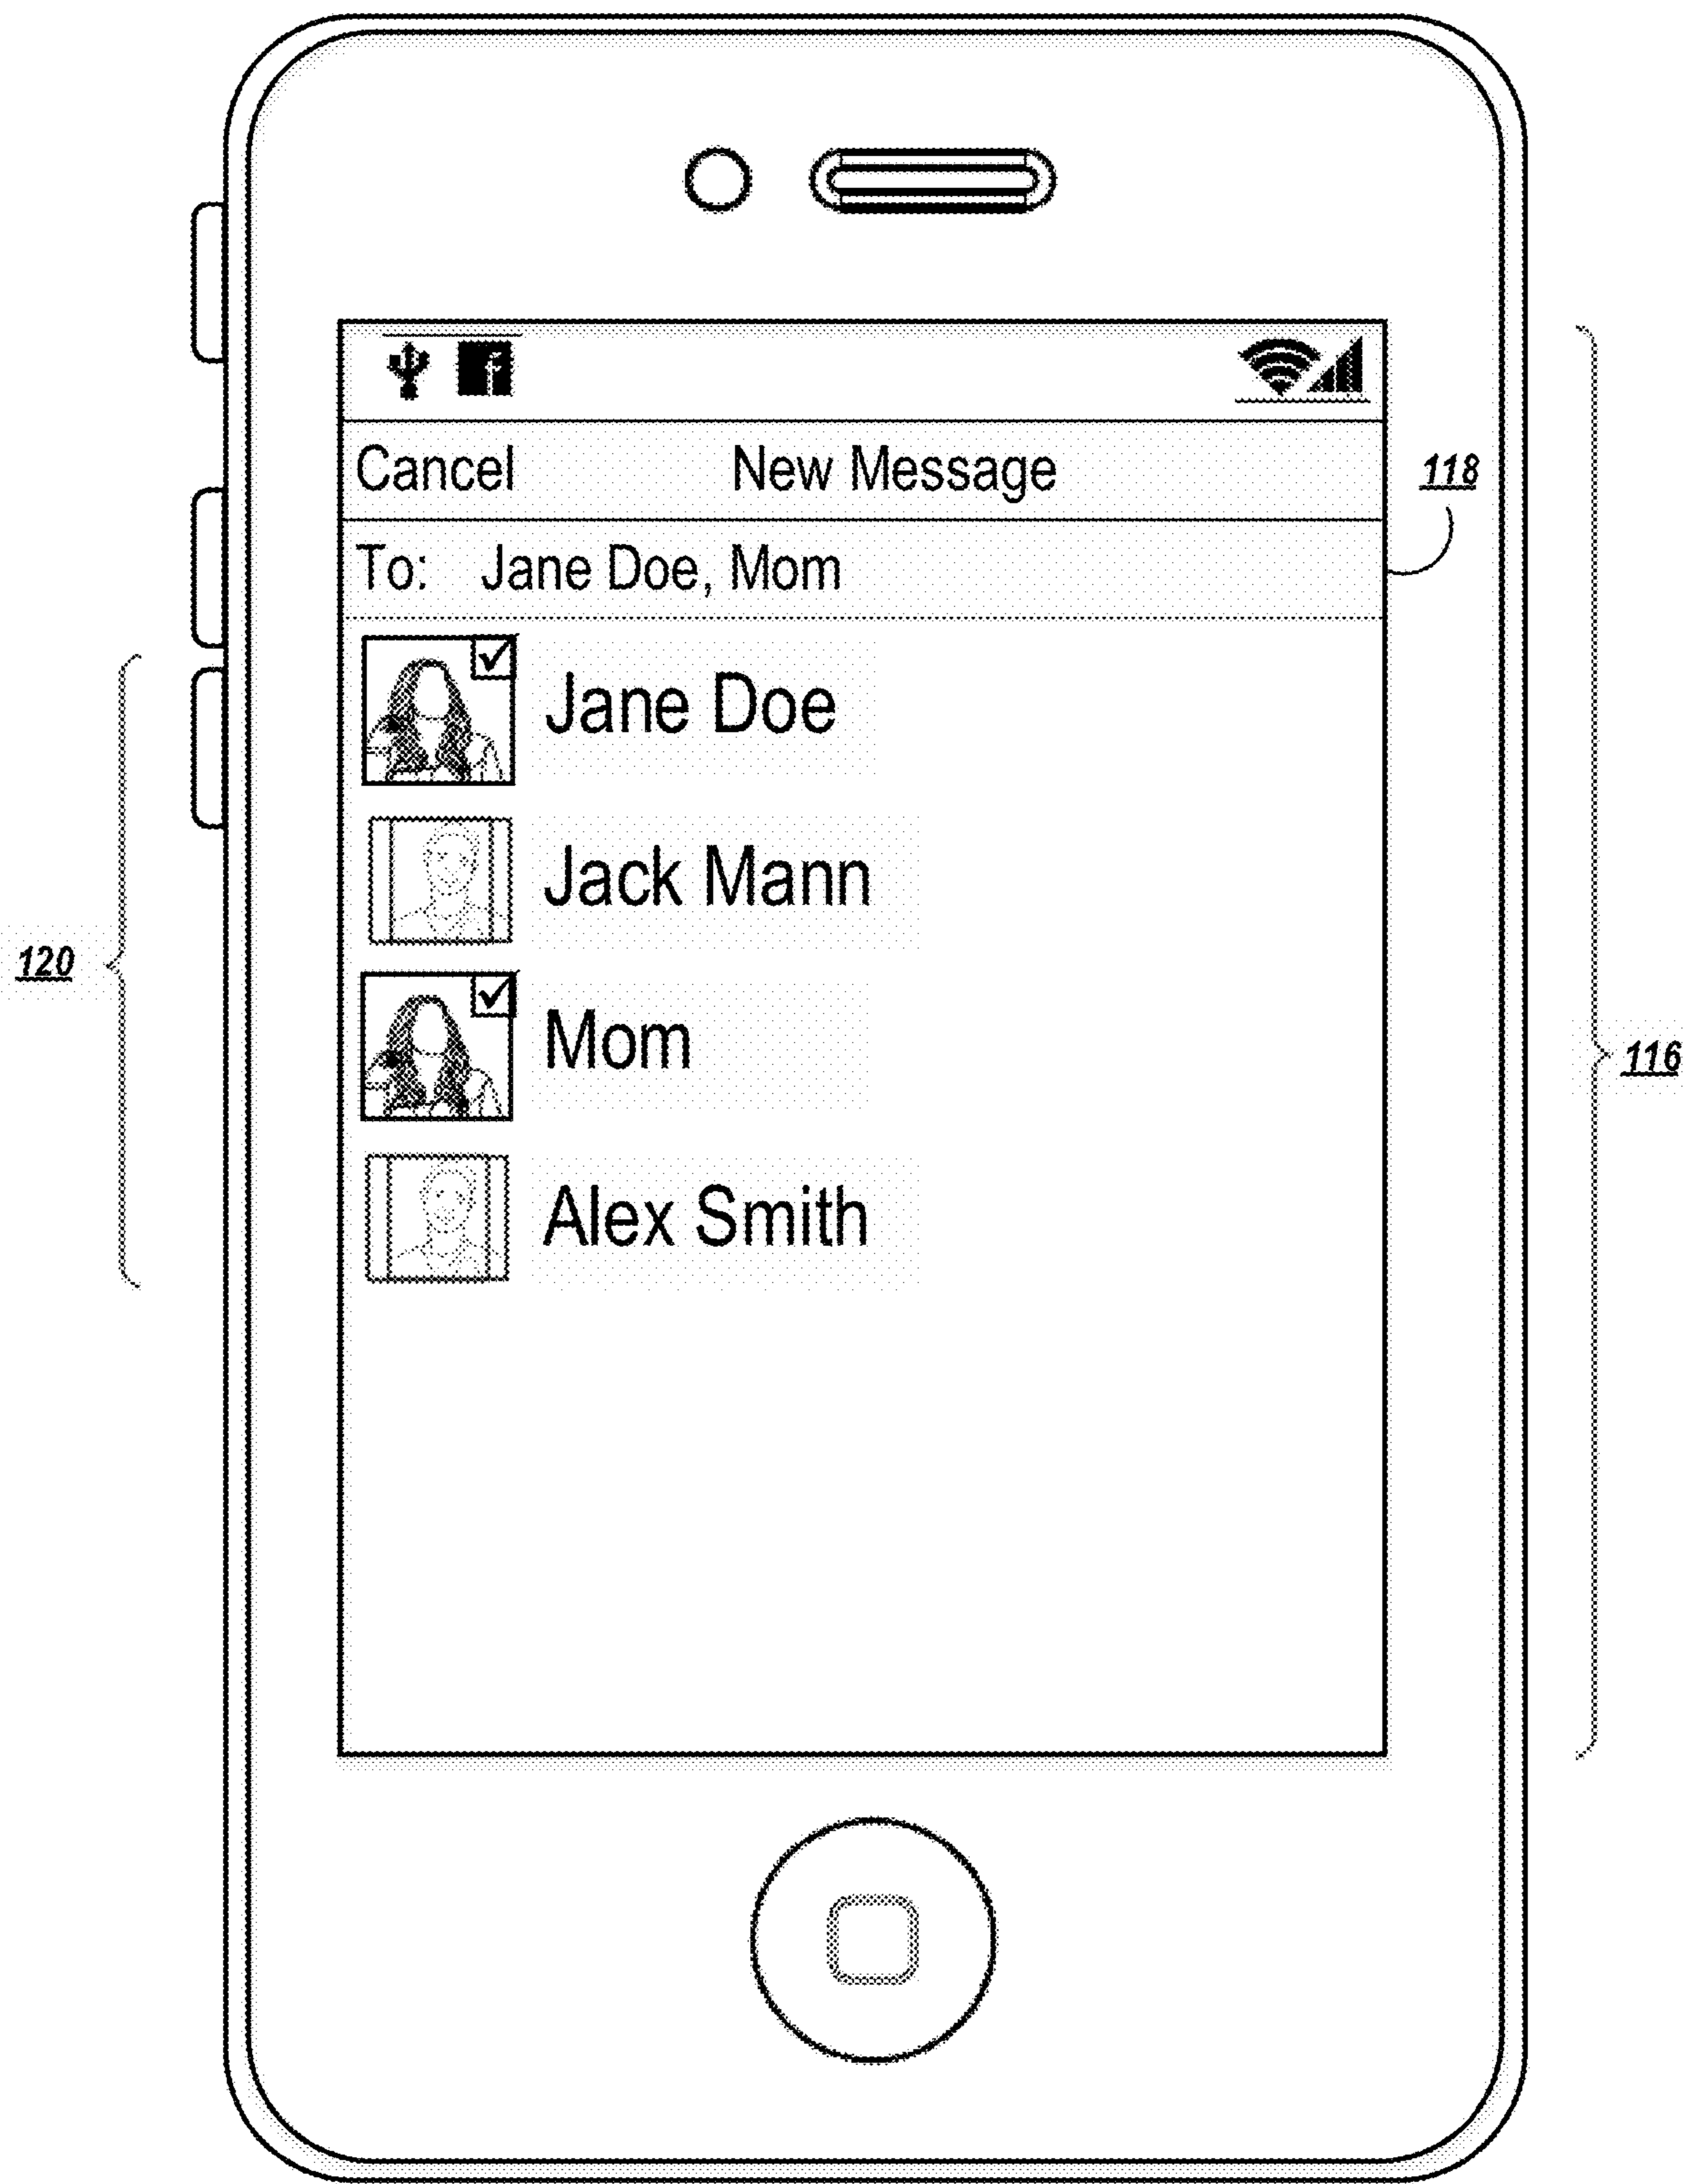 Cancel New Message
118
To: Jane Doe, Mom
Jane Doe
Jack Mann
120
Mom
116
Alex Smith